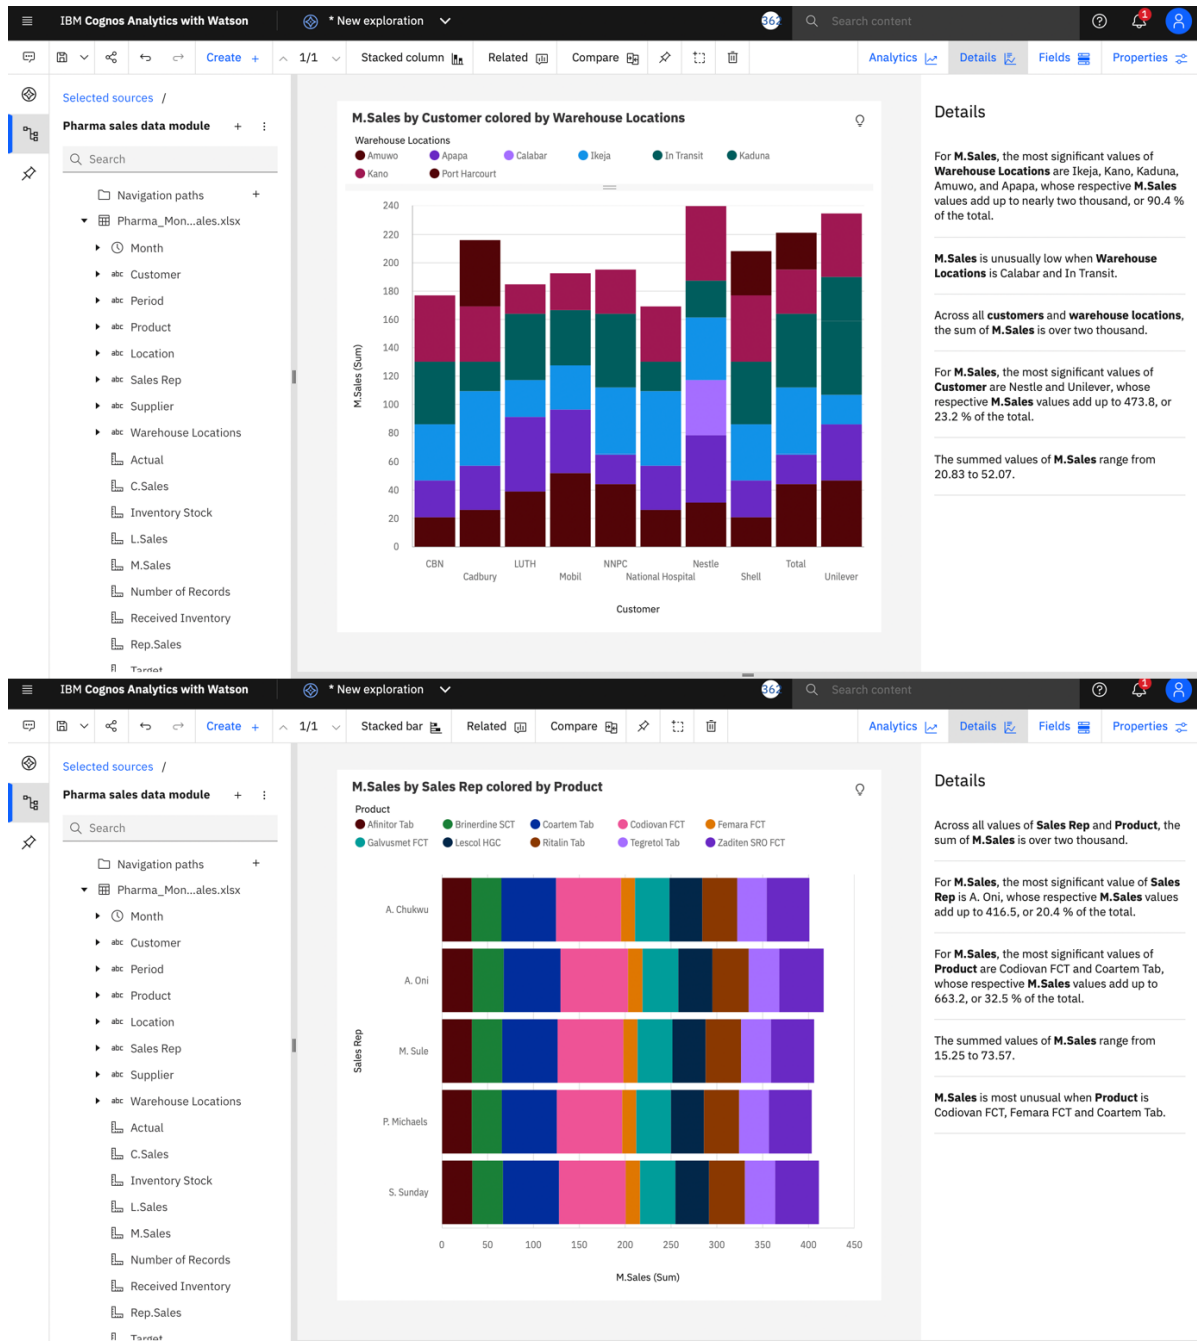 IBM Cognos Analytics with Watson
* New exploration
362
Search content
1
Create +
1/1
Stacked column
Related
Compare
Analytics
Details
Fields
Properties
Selected sources /
Pharma sales data module
Search
Navigation paths
Pharma_Mon...ales.xlsx
Month
abc Customer
abc Period
abc Product
abc Location
abc Sales Rep
abc Supplier
abc Warehouse Locations
Actual
C.Sales
Inventory Stock
L.Sales
M.Sales
Number of Records
Received Inventory
Rep.Sales
Target
M.Sales by Customer colored by Warehouse Locations
Warehouse Locations
Amuwo Apapa Calabar Ikeja In Transit Kaduna
Kano Port Harcourt
240
220
200
180
160
140
120
100
80
60
40
20
0
M.Sales (Sum)
CBN LUTH NNPC Nestle Total
Cadbury Mobil National Hospital Shell Unilever
Customer
Details
For M.Sales, the most significant values of
Warehouse Locations are Ikeja, Kano, Kaduna,
Amuwo, and Apapa, whose respective M.Sales
values add up to nearly two thousand, or 90.4 %
of the total.
M.Sales is unusually low when Warehouse
Locations is Calabar and In Transit.
Across all customers and warehouse locations,
the sum of M.Sales is over two thousand.
For M.Sales, the most significant values of
Customer are Nestle and Unilever, whose
respective M.Sales values add up to 473.8, or
23.2 % of the total.
The summed values of M.Sales range from
20.83 to 52.07.
IBM Cognos Analytics with Watson
* New exploration
362
Search content
1
Create +
1/1
Stacked bar
Related
Compare
Analytics
Details
Fields
Properties
Selected sources /
Pharma sales data module
Search
Navigation paths
Pharma_Mon...ales.xlsx
Month
abc Customer
abc Period
abc Product
abc Location
abc Sales Rep
abc Supplier
abc Warehouse Locations
Actual
C.Sales
Inventory Stock
L.Sales
M.Sales
Number of Records
Received Inventory
Rep.Sales
Target
M.Sales by Sales Rep colored by Product
Product
Afinitor Tab Brinerdine SCT Coartem Tab Codiovan FCT Femara FCT
Galvusmet FCT Lescol HGC Ritalin Tab Tegretol Tab Zaditen SRO FCT
Sales Rep
A. Chukwu
A. Oni
M. Sule
P. Michaels
S. Sunday
0 50 100 150 200 250 300 350 400 450
M.Sales (Sum)
Details
Across all values of Sales Rep and Product, the
sum of M.Sales is over two thousand.
For M.Sales, the most significant value of Sales
Rep is A. Oni, whose respective M.Sales values
add up to 416.5, or 20.4 % of the total.
For M.Sales, the most significant values of
Product are Codiovan FCT and Coartem Tab,
whose respective M.Sales values add up to
663.2, or 32.5 % of the total.
The summed values of M.Sales range from
15.25 to 73.57.
M.Sales is most unusual when Product is
Codiovan FCT, Femara FCT and Coartem Tab.